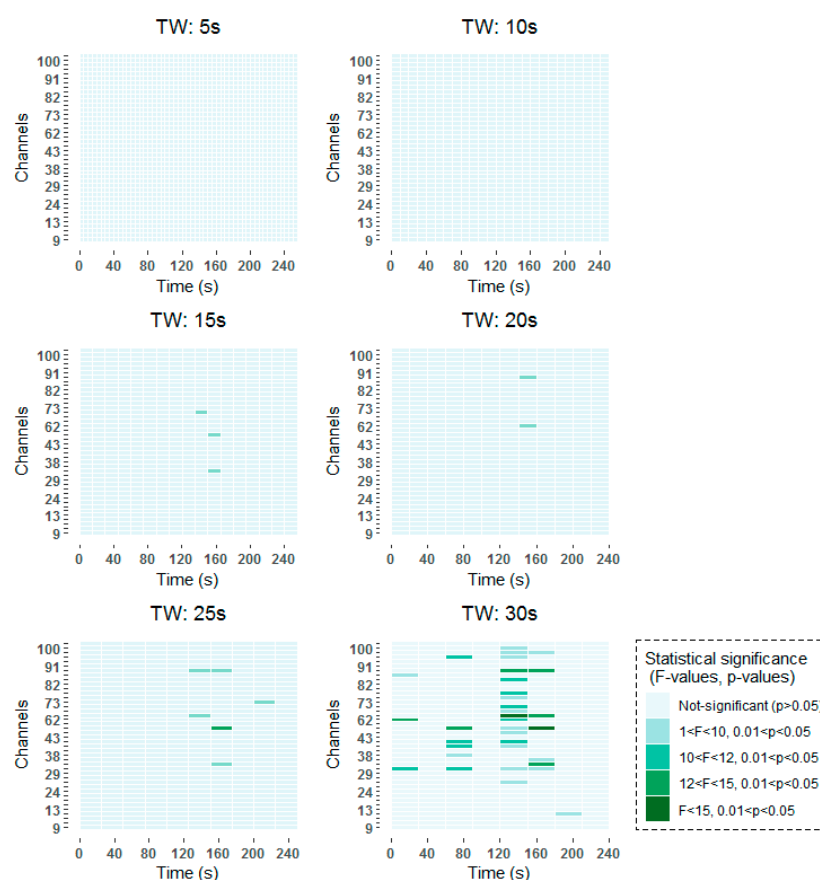 TW: 5s
TW: 10s
Channels
100
91
82
73
62
43
38
29
24
13
9
0 40 80 120 160 200 240
Time (s)
Channels
100
91
82
73
62
43
38
29
24
13
9
0 40 80 120 160 200 240
Time (s)
TW: 15s
TW: 20s
Channels
100
91
82
73
62
43
38
29
24
13
9
0 40 80 120 160 200 240
Time (s)
Channels
100
91
82
73
62
43
38
29
24
13
9
0 40 80 120 160 200 240
Time (s)
TW: 25s
TW: 30s
Channels
100
91
82
73
62
43
38
29
24
13
9
0 40 80 120 160 200 240
Time (s)
Channels
100
91
82
73
62
43
38
29
24
13
9
0 40 80 120 160 200 240
Time (s)
Statistical significance
(F-values, p-values)
Not-significant (p>0.05)
1<F<10, 0.01<p<0.05
10<F<12, 0.01<p<0.05
12<F<15, 0.01<p<0.05
F<15, 0.01<p<0.05